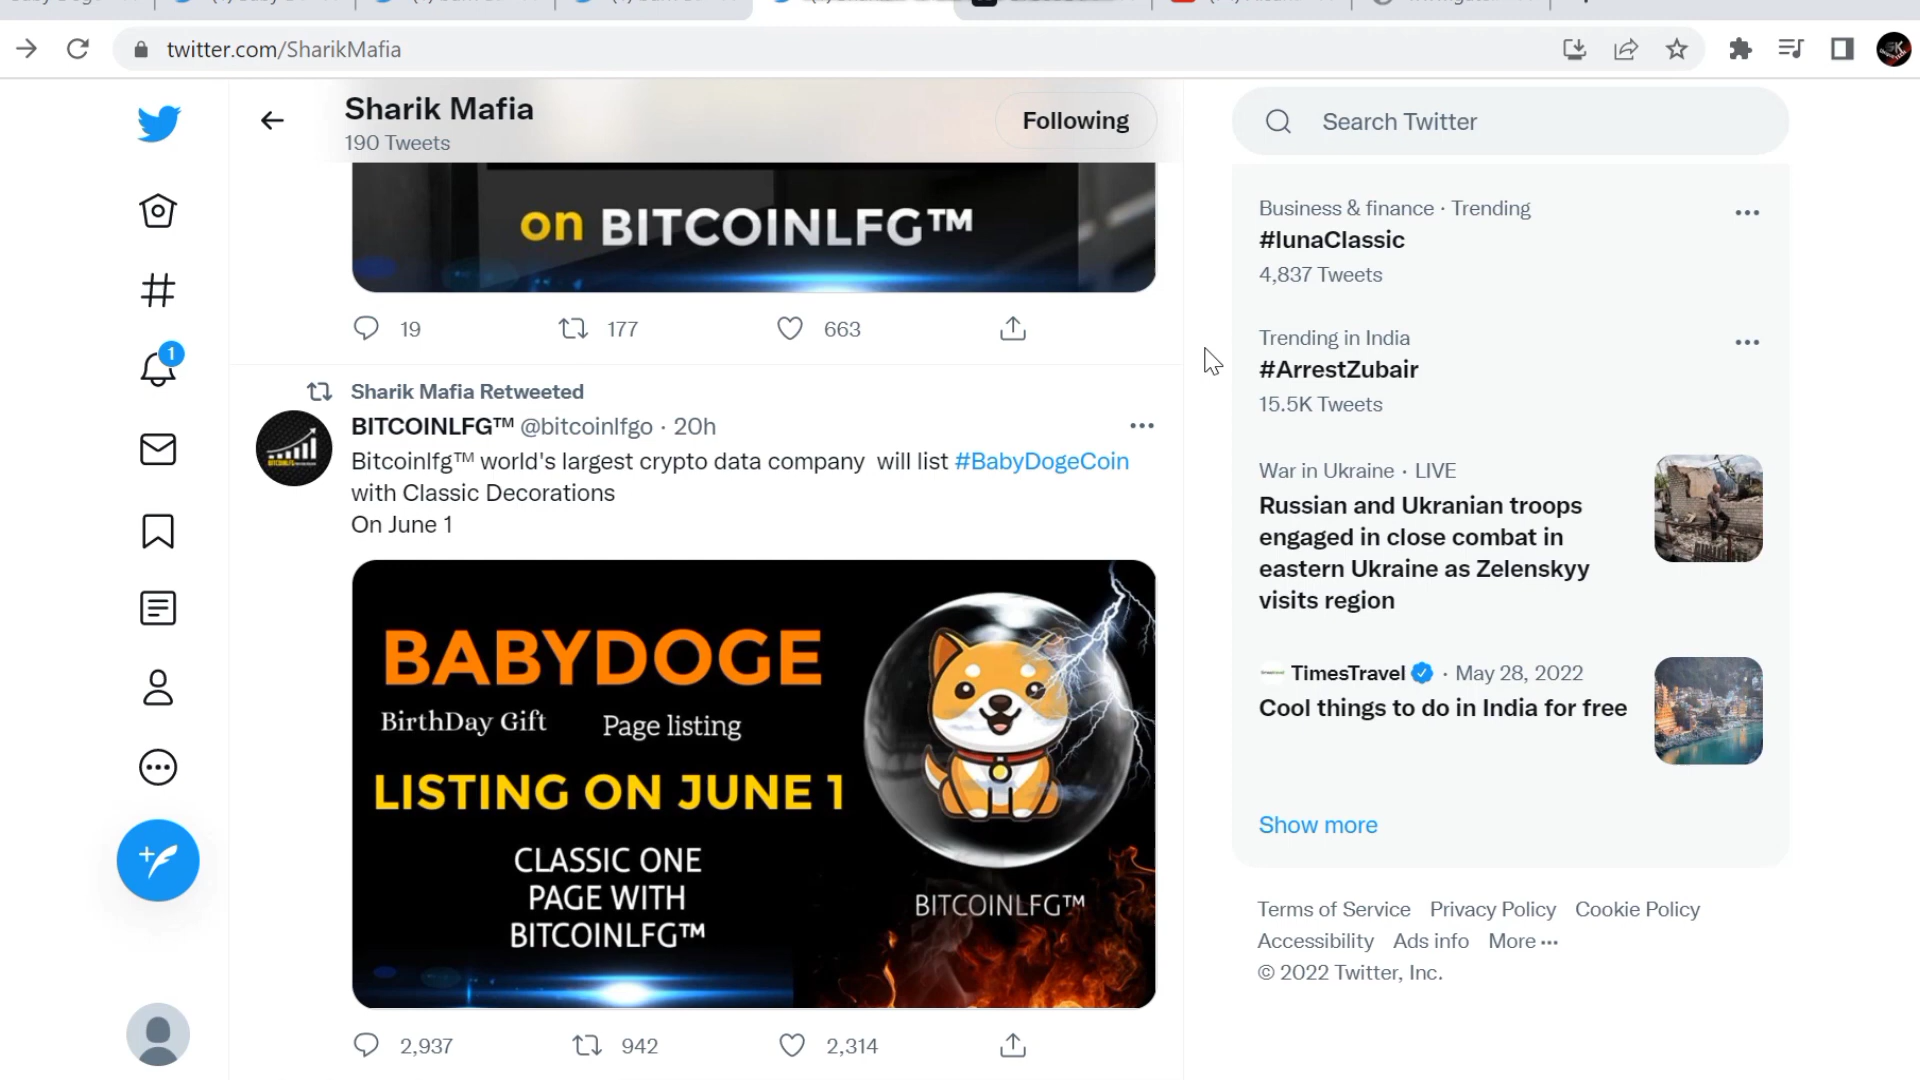 twitter.com/SharikMafia
Sharik Mafia
190 Tweets
Following
Search Twitter
on BITCOINLFG™
19 177 663
Sharik Mafia Retweeted
BITCOINLFG™ @bitcoinlfgo · 20h
Bitcoinlfg™ world's largest crypto data company will list #BabyDogeCoin
with Classic Decorations
On June 1
BABYDOGE
BirthDay Gift Page listing
LISTING ON JUNE 1
CLASSIC ONE
PAGE WITH
BITCOINLFG™
BITCOINLFG™
2,937 942 2,314
1
Business & finance · Trending
#lunaClassic
4,837 Tweets
Trending in India
#ArrestZubair
15.5K Tweets
War in Ukraine · LIVE
Russian and Ukranian troops
engaged in close combat in
eastern Ukraine as Zelenskyy
visits region
TimesTravel · May 28, 2022
Cool things to do in India for free
Show more
Terms of Service Privacy Policy Cookie Policy
Accessibility Ads info More ···
© 2022 Twitter, Inc.